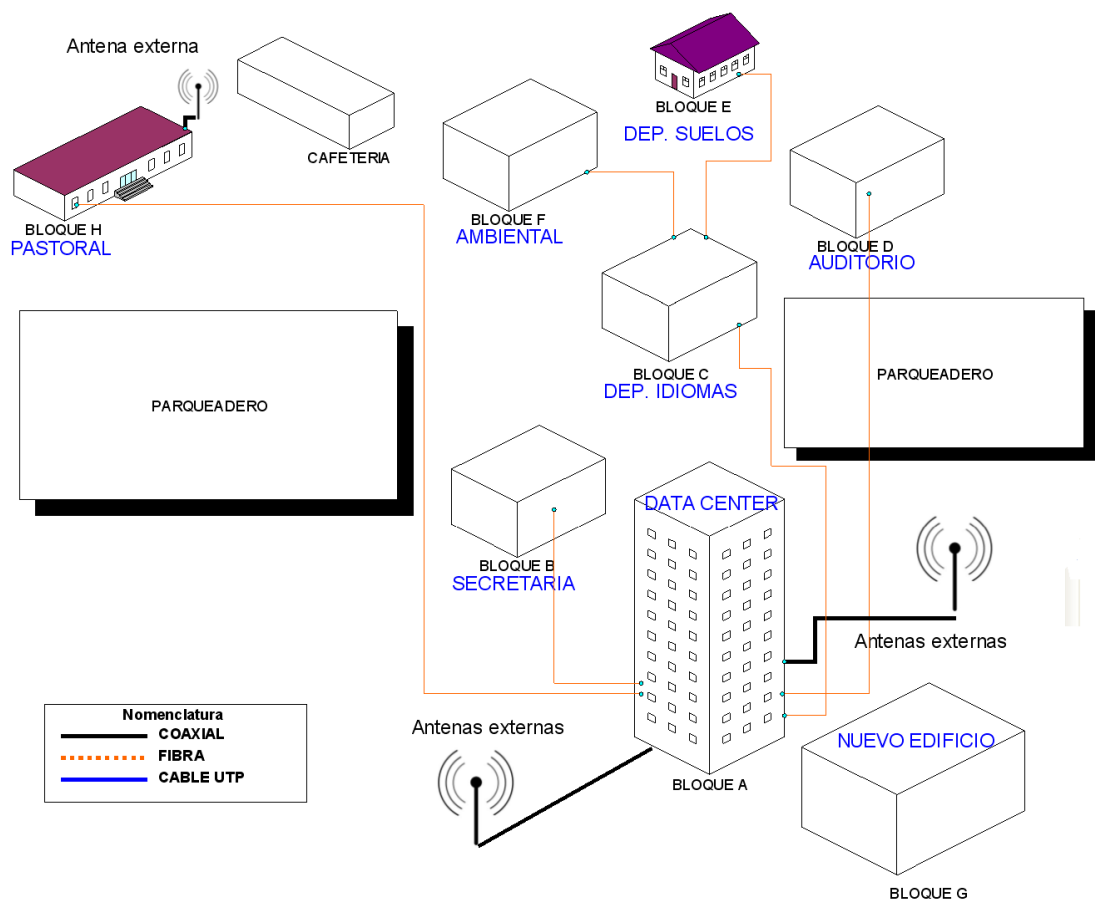 Antena externa
CAFETERIA
BLOQUE H
PASTORAL
BLOQUE F
AMBIENTAL
BLOQUE E
DEP. SUELOS
BLOQUE D
AUDITORIO
BLOQUE C
DEP. IDIOMAS
PARQUEADERO
PARQUEADERO
BLOQUE B
SECRETARIA
DATA CENTER
BLOQUE A
Antenas externas
Antenas externas
NUEVO EDIFICIO
BLOQUE G
Nomenclatura
COAXIAL
FIBRA
CABLE UTP